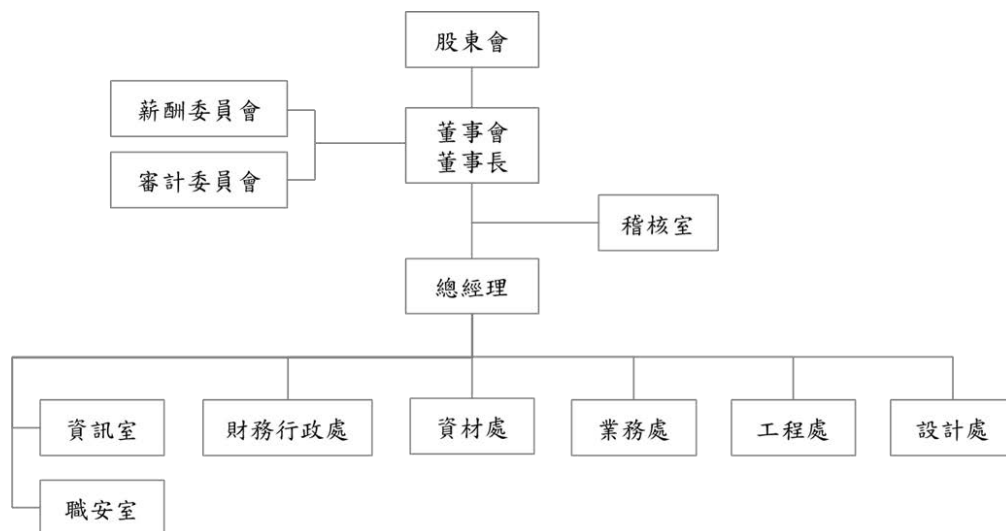 股東會
薪酬委員會
董事會
董事長
審計委員會
稽核室
總經理
資訊室
財務行政處
資材處
業務處
工程處
設計處
職安室